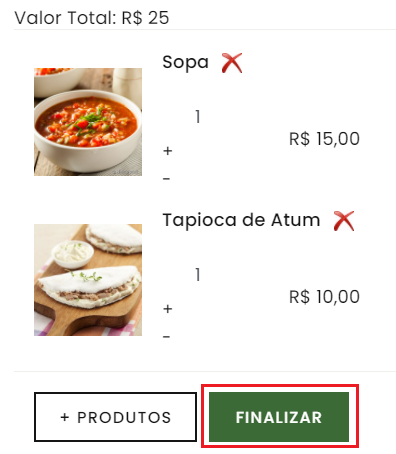 Valor Total: R$ 25
Sopa
1
+
-
R$ 15,00
Tapioca de Atum
1
+
-
R$ 10,00
+ PRODUTOS
FINALIZAR